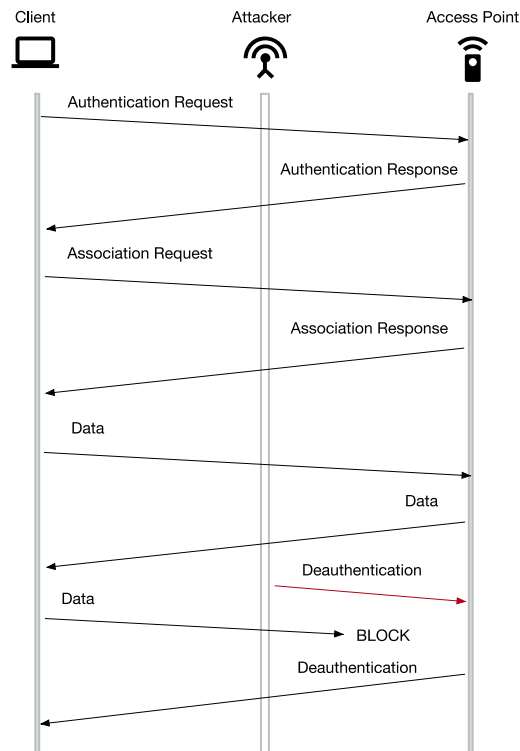 Client
Attacker
Access Point
Authentication Request
Authentication Response
Association Request
Association Response
Data
Data
Deauthentication
Data
BLOCK
Deauthentication